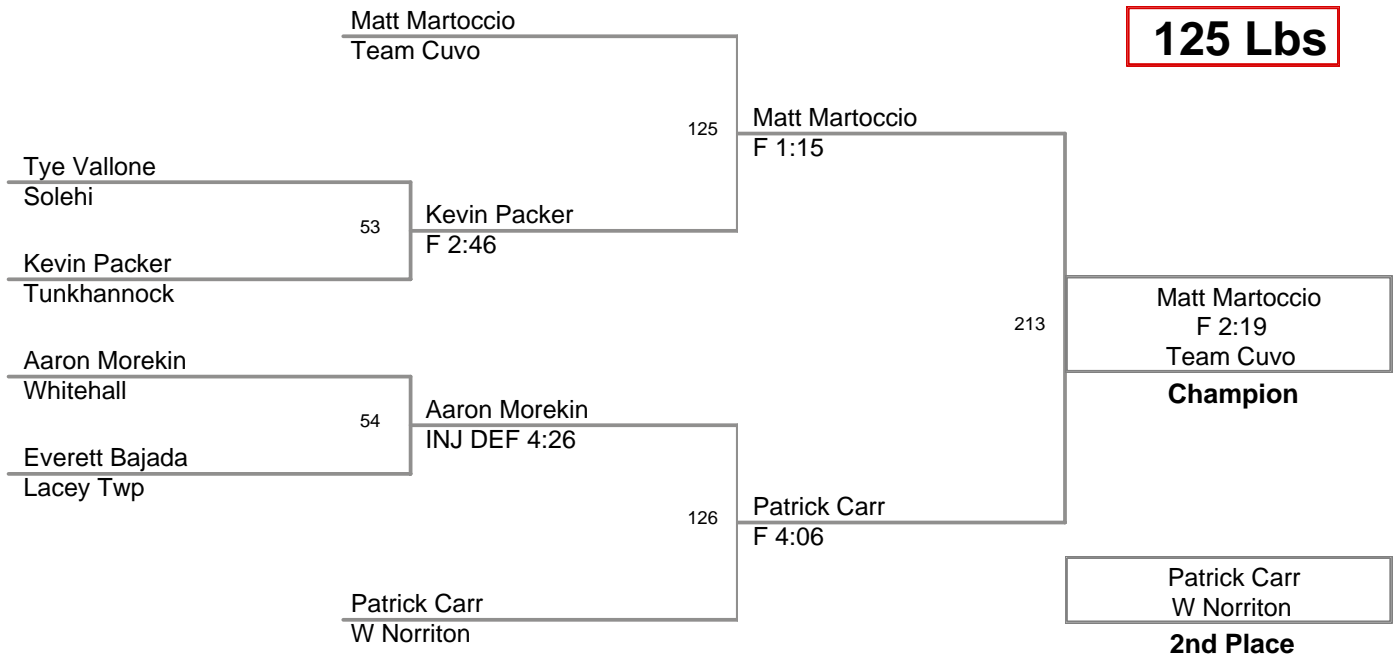 Matt Martoccio
Team Cuvo
125 Lbs
125
Matt Martoccio
F 1:15
Tye Vallone
Solehi
53
Kevin Packer
F 2:46
Kevin Packer
Tunkhannock
213
Matt Martoccio
F 2:19
Team Cuvo
Champion
Aaron Morekin
Whitehall
54
Aaron Morekin
INJ DEF 4:26
Everett Bajada
Lacey Twp
126
Patrick Carr
F 4:06
Patrick Carr
W Norriton
Patrick Carr
W Norriton
2nd Place